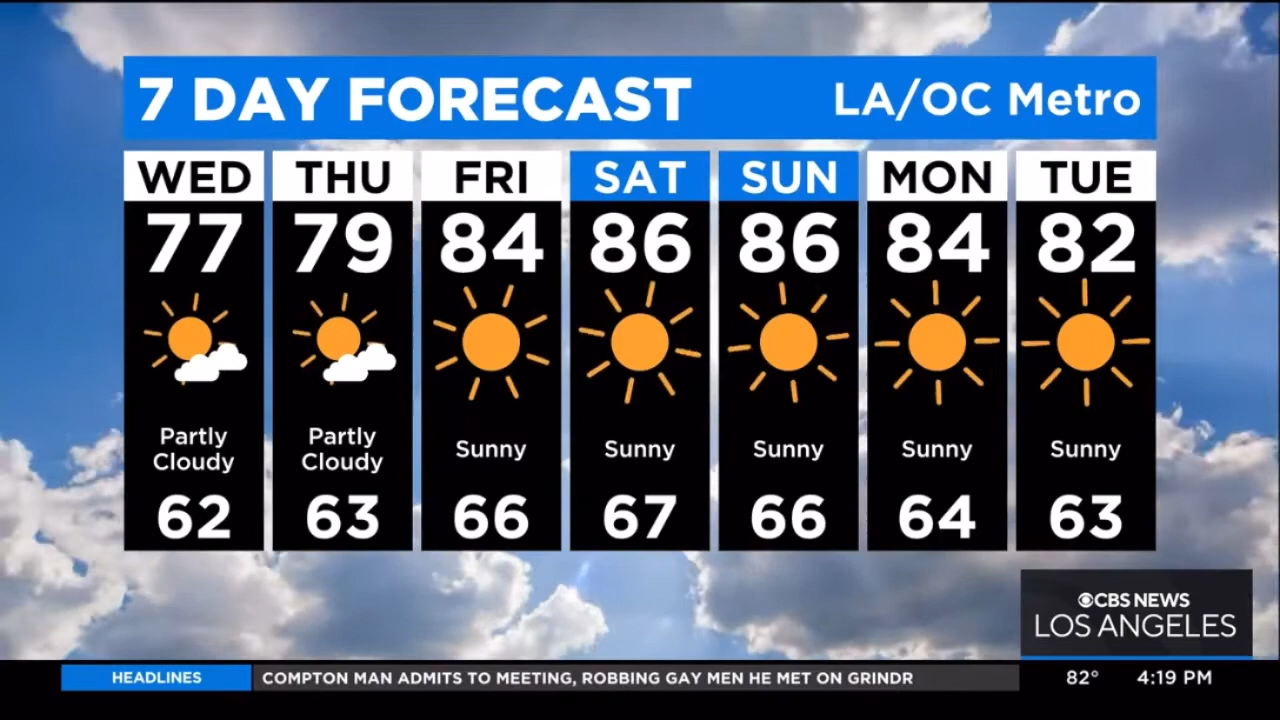 7 DAY FORECAST
LA/OC Metro
WED THU FRI SAT SUN MON TUE
77 79 84 86 86 84 82
Partly Cloudy Partly Cloudy Sunny Sunny Sunny Sunny Sunny
62 63 66 67 66 64 63
CBS NEWS
LOS ANGELES
HEADLINES COMPTON MAN ADMITS TO MEETING, ROBBING GAY MEN HE MET ON GRINDR 82° 4:19 PM